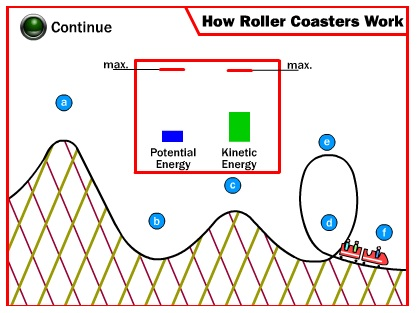 Continue
How Roller Coasters Work
max. max.
Potential
Energy
Kinetic
Energy
a
b
c
e
d
f